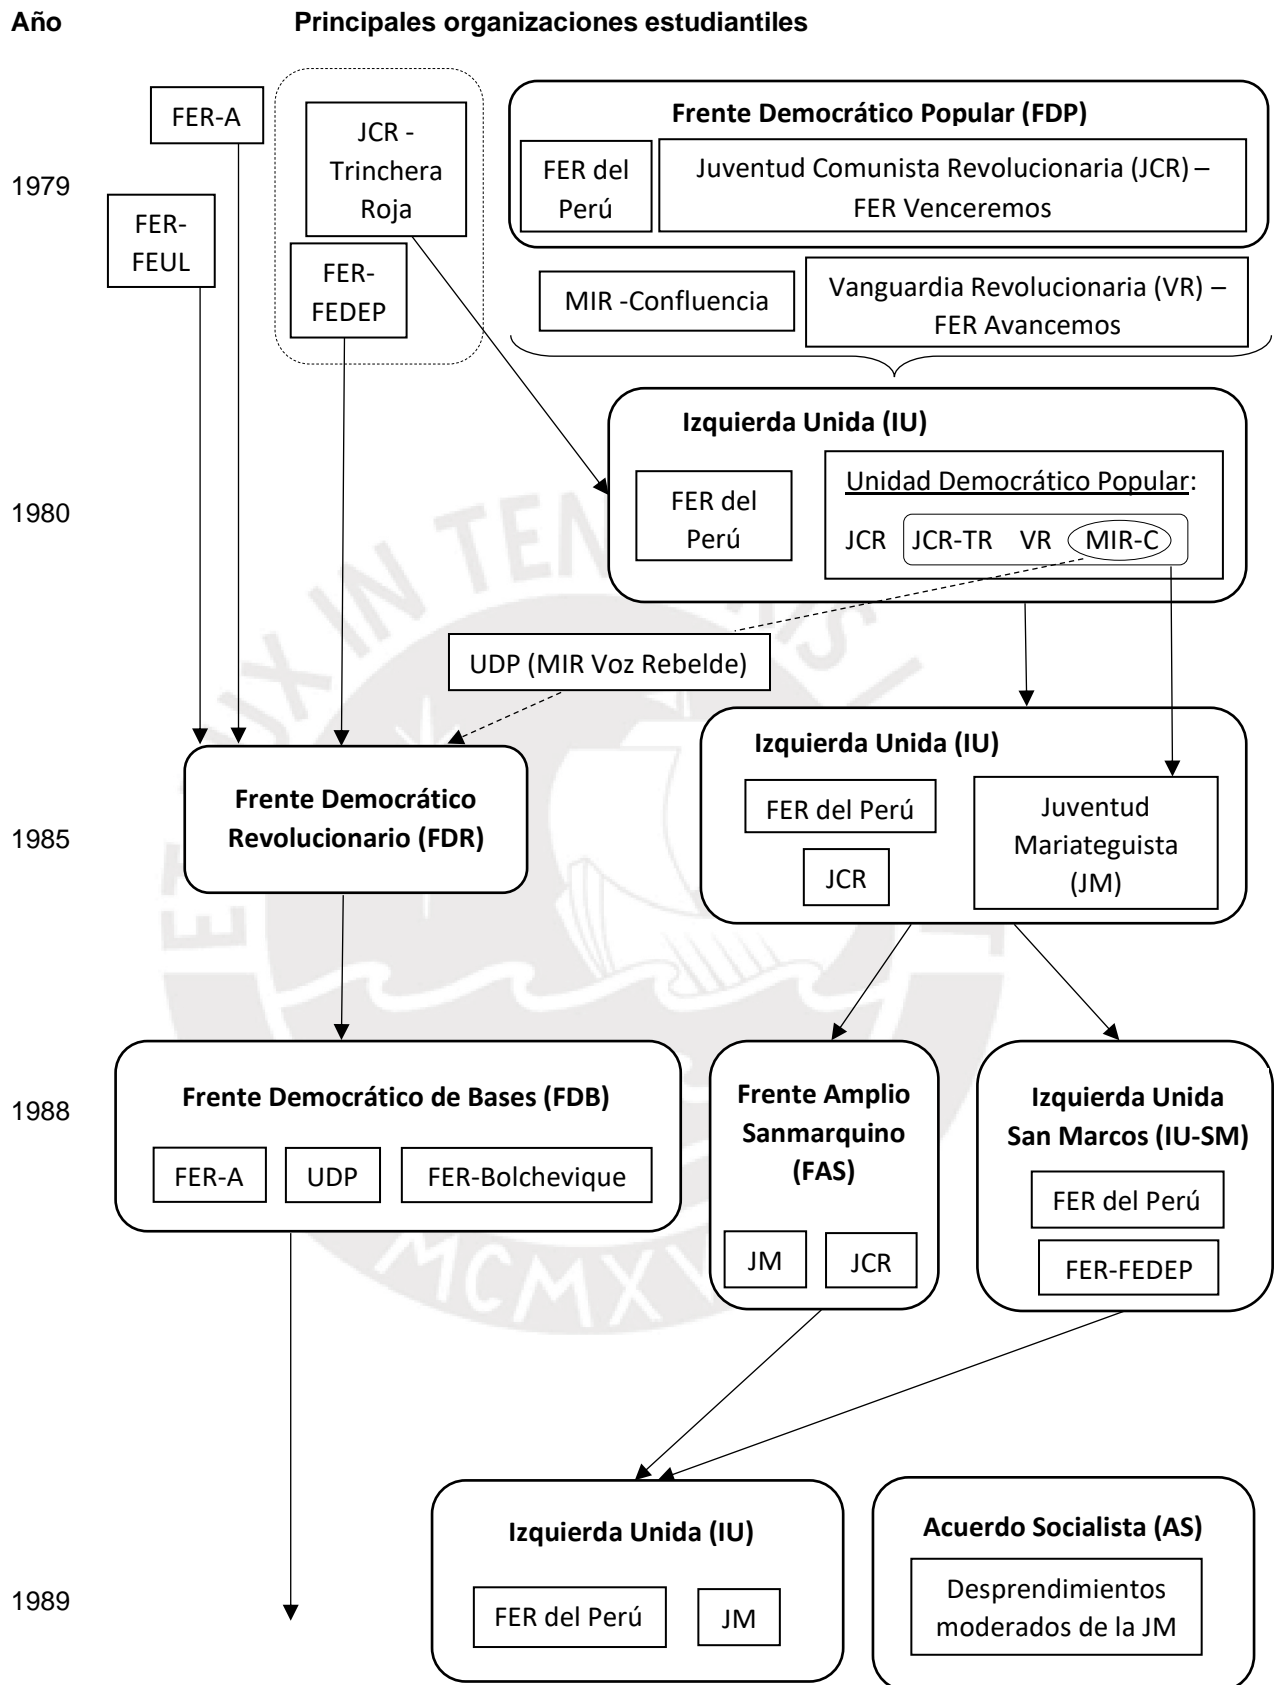 Año
Principales organizaciones estudiantiles
1979
FER-A
FER-
FEUL
JCR -
Trinchera
Roja
FER-
FEDEP
Frente Democrático Popular (FDP)
FER del
Perú
Juventud Comunista Revolucionaria (JCR) –
FER Venceremos
MIR -Confluencia
Vanguardia Revolucionaria (VR) –
FER Avancemos
1980
Izquierda Unida (IU)
FER del
Perú
Unidad Democrático Popular:
JCR JCR-TR VR MIR-C
UDP (MIR Voz Rebelde)
1985
Frente Democrático
Revolucionario (FDR)
Izquierda Unida (IU)
FER del Perú
JCR
Juventud
Mariateguista
(JM)
1988
Frente Democrático de Bases (FDB)
FER-A
UDP
FER-Bolchevique
Frente Amplio
Sanmarquino
(FAS)
JM
JCR
Izquierda Unida
San Marcos (IU-SM)
FER del Perú
FER-FEDEP
1989
Izquierda Unida (IU)
FER del Perú
JM
Acuerdo Socialista (AS)
Desprendimientos
moderados de la JM